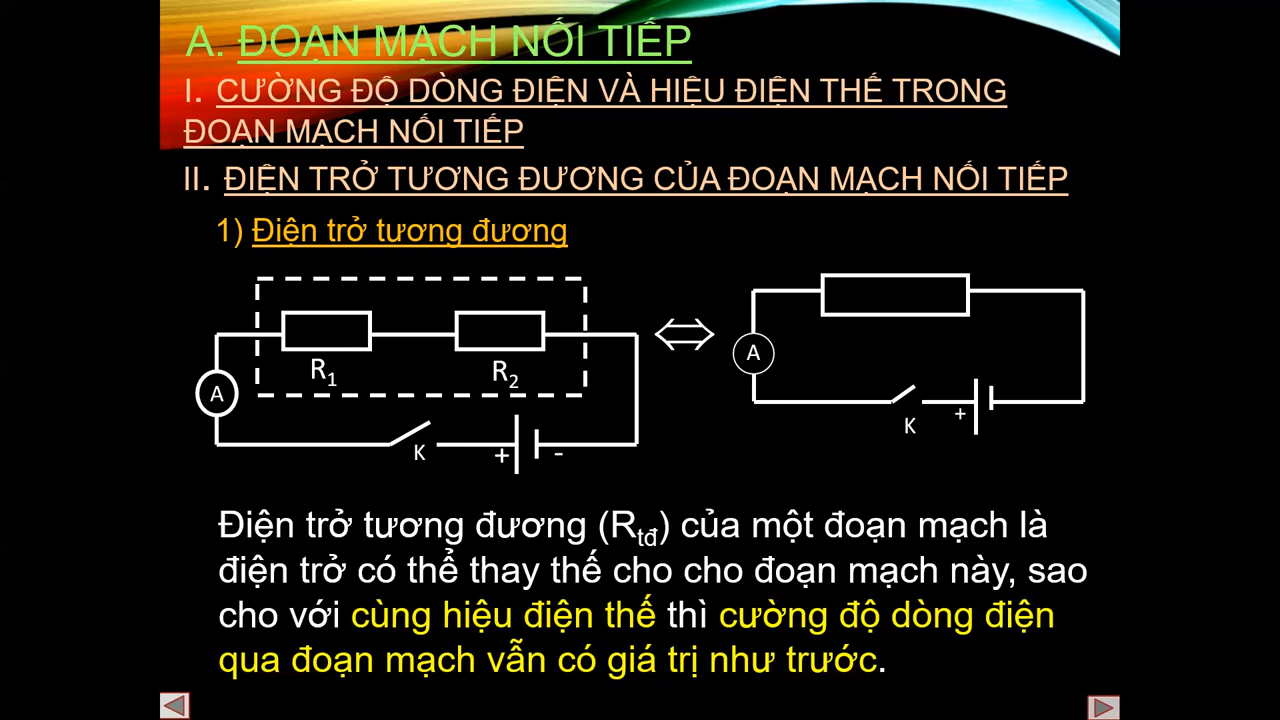 A. ĐOẠN MẠCH NỐI TIẾP
I. CƯỜNG ĐỘ DÒNG ĐIỆN VÀ HIỆU ĐIỆN THẾ TRONG
ĐOẠN MẠCH NỐI TIẾP
II. ĐIỆN TRỞ TƯƠNG ĐƯƠNG CỦA ĐOẠN MẠCH NỐI TIẾP
1) Điện trở tương đương
R1 R2
A
K + -
A
K +
Điện trở tương đương (Rtđ) của một đoạn mạch là
điện trở có thể thay thế cho cho đoạn mạch này, sao
cho với cùng hiệu điện thế thì cường độ dòng điện
qua đoạn mạch vẫn có giá trị như trước.